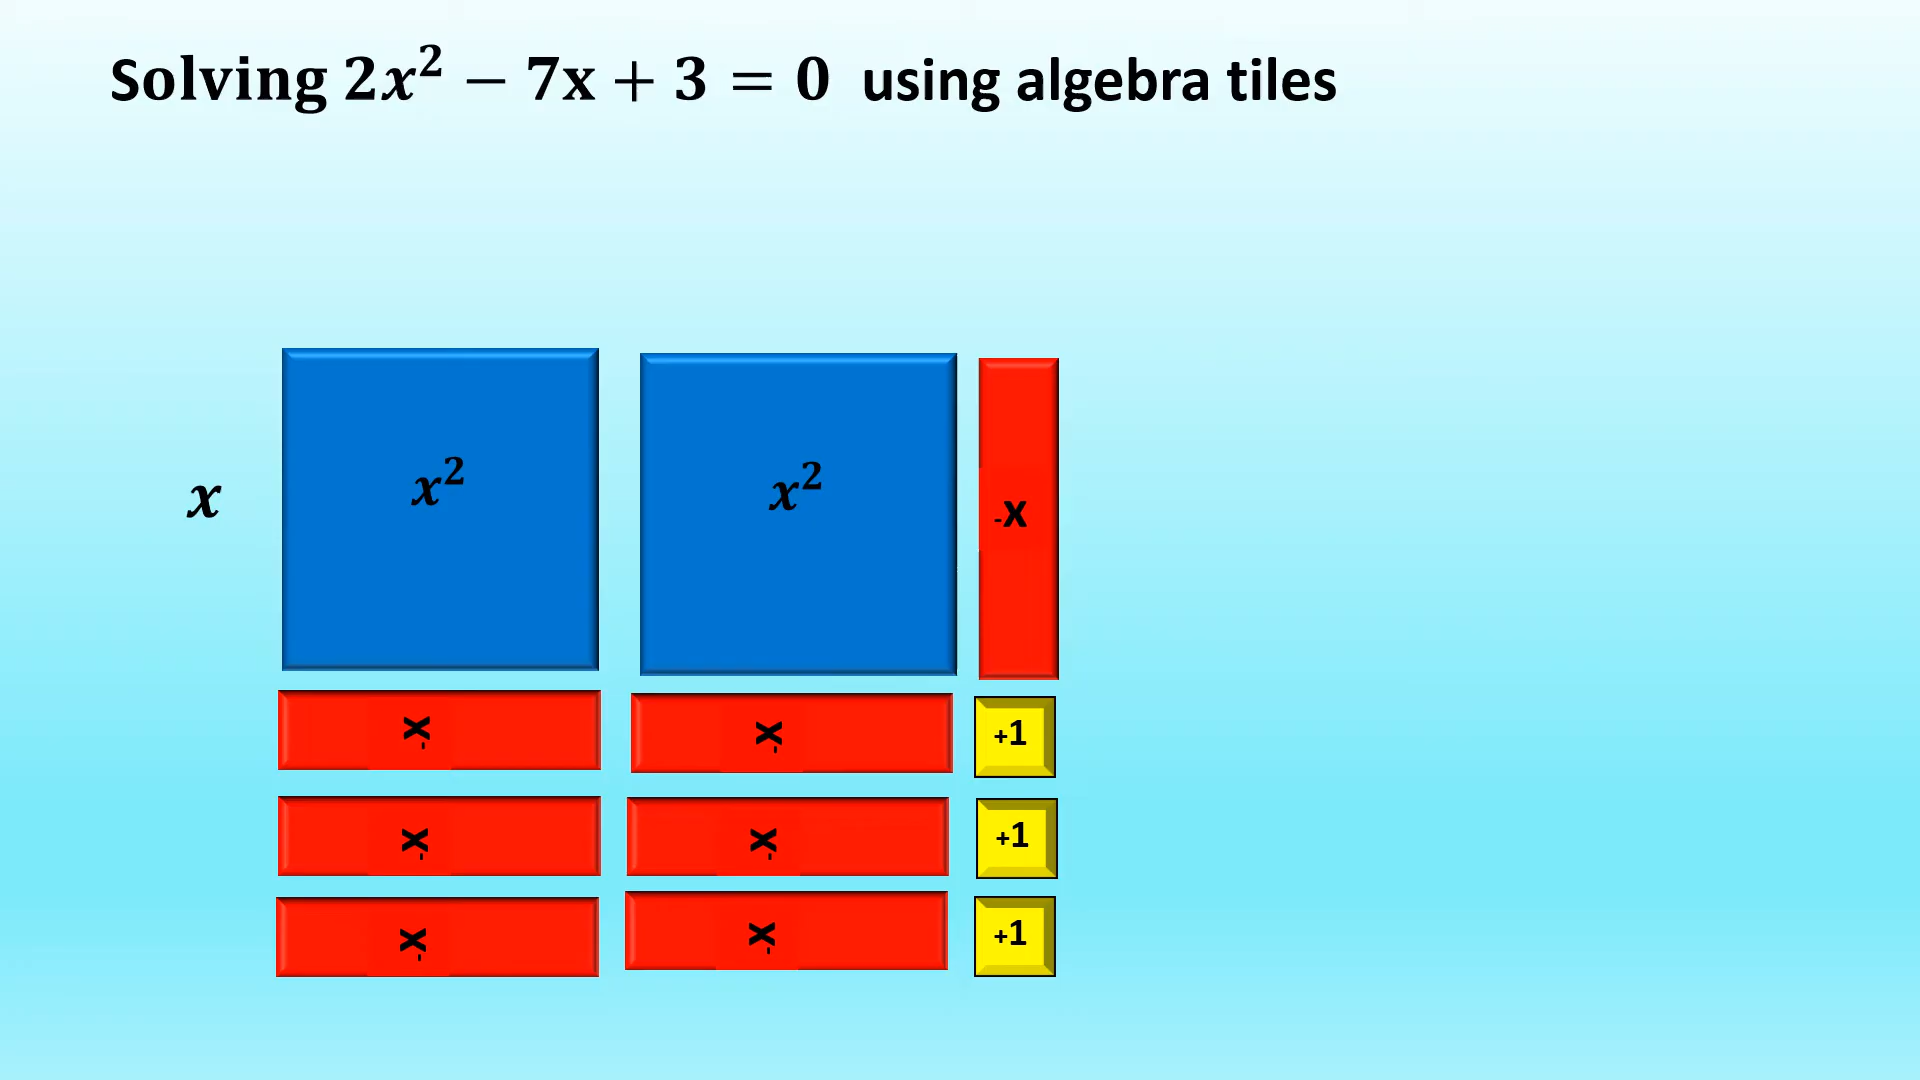 Solving 2x² − 7x + 3 = 0 using algebra tiles
x x² x² -x
-x -x +1
-x -x +1
-x -x +1